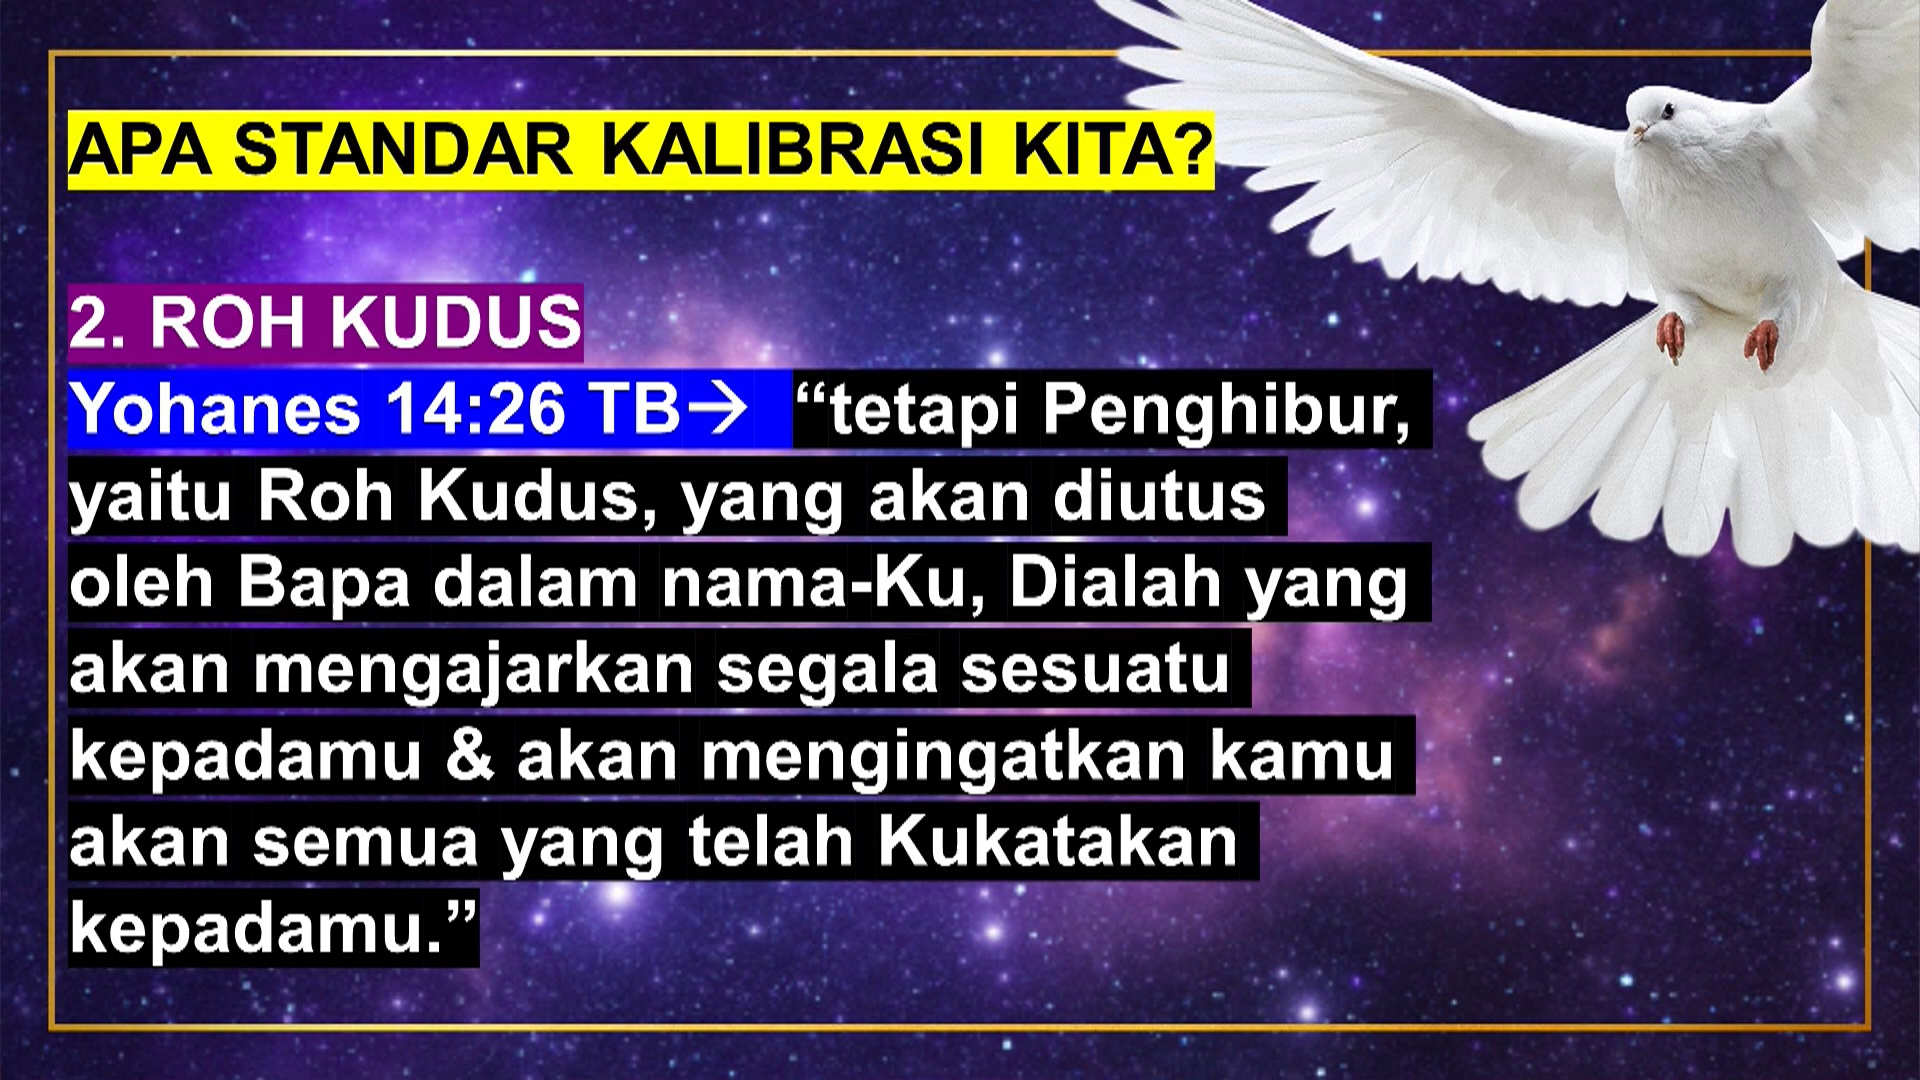 APA STANDAR KALIBRASI KITA?
2. ROH KUDUS
Yohanes 14:26 TB→ “tetapi Penghibur,
yaitu Roh Kudus, yang akan diutus
oleh Bapa dalam nama-Ku, Dialah yang
akan mengajarkan segala sesuatu
kepadamu & akan mengingatkan kamu
akan semua yang telah Kukatakan
kepadamu.”